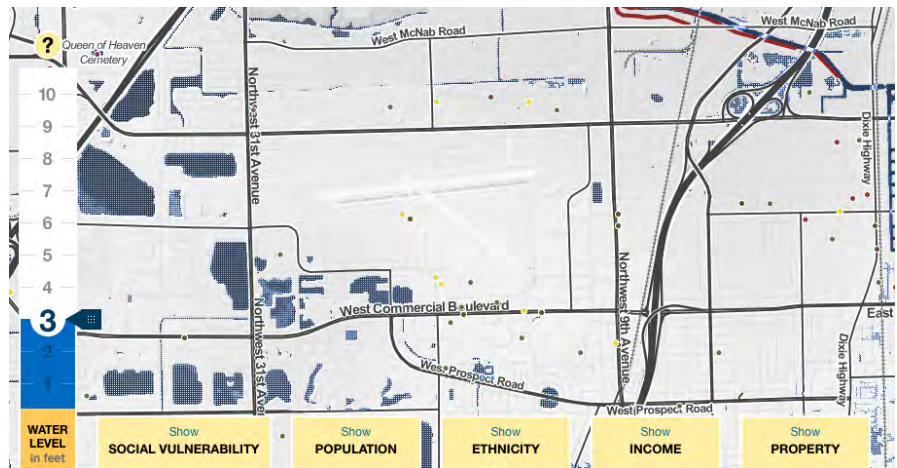 West McNab Road
West McNab Road
?
Queen of Heaven
Cemetery
10
9
8
7
6
5
4
3
2
1
Northwest 31st Avenue
Dixie Highway
Northwest 9th Avenue
West Commercial Boulevard
East
Northwest 31st Aver
Dixie Highway
West Prospect Road
West Prospect Road
WATER
LEVEL
in feet
Show
SOCIAL VULNERABILITY
Show
POPULATION
Show
ETHNICITY
Show
INCOME
Show
PROPERTY